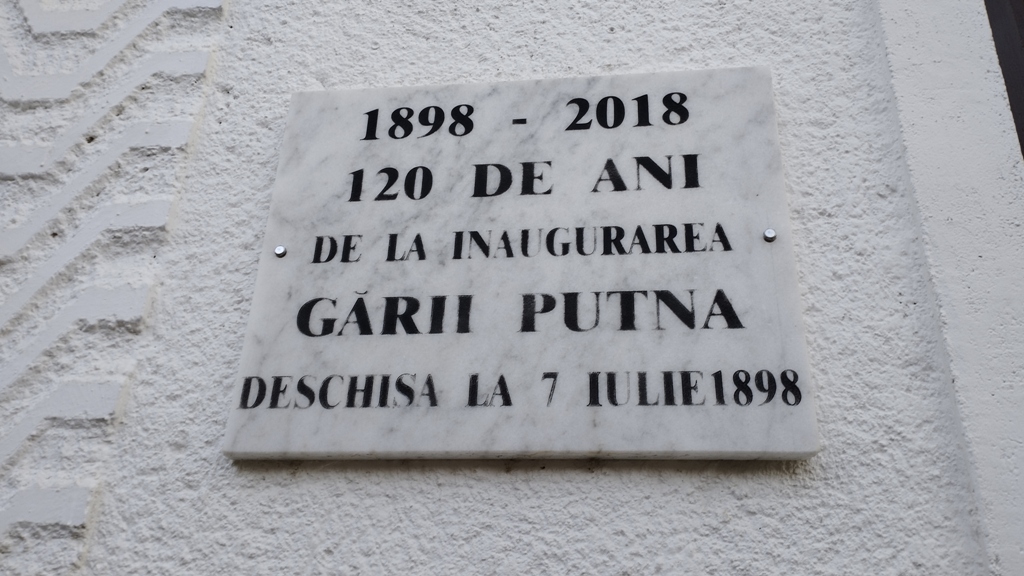 1898 - 2018
120 DE ANI
DE LA INAUGURAREA
GĂRII PUTNA
DESCHISA LA 7 IULIE1898